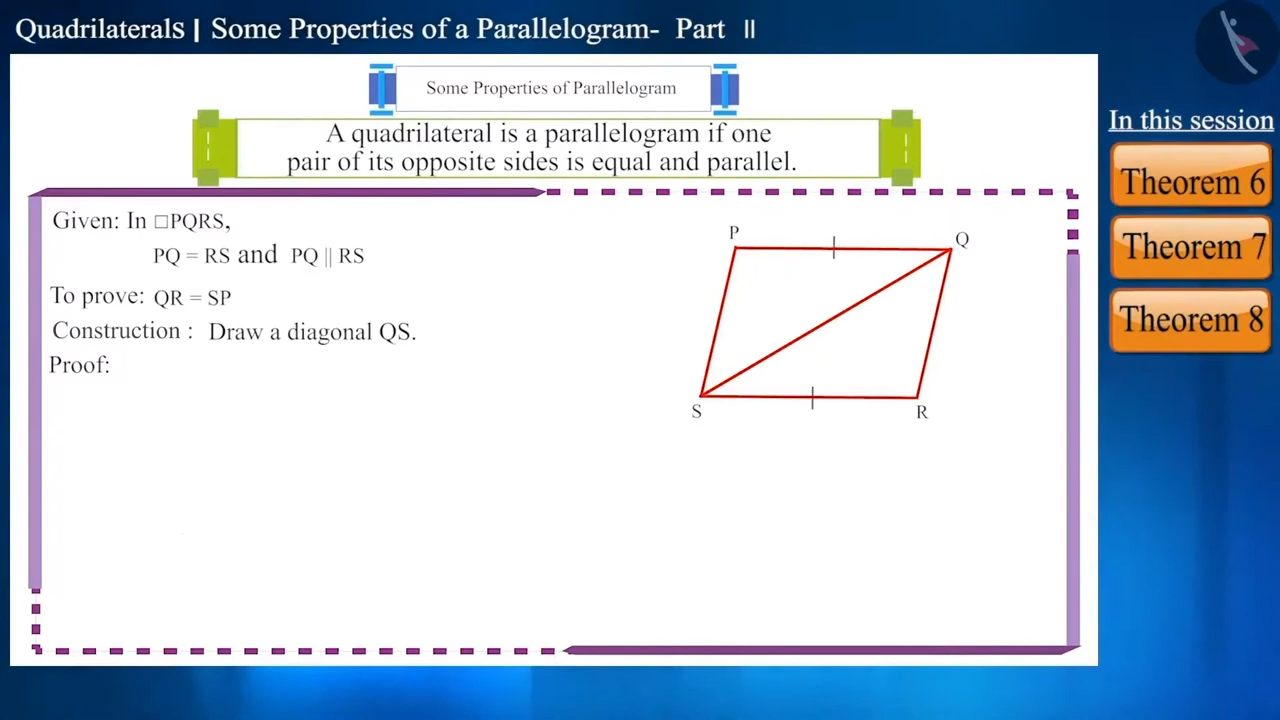 Quadrilaterals | Some Properties of a Parallelogram- Part II
Some Properties of Parallelogram
A quadrilateral is a parallelogram if one
pair of its opposite sides is equal and parallel.
Given: In □PQRS,
PQ = RS and PQ || RS
To prove: QR = SP
Construction : Draw a diagonal QS.
Proof:
P
Q
S
R
In this session
Theorem 6
Theorem 7
Theorem 8